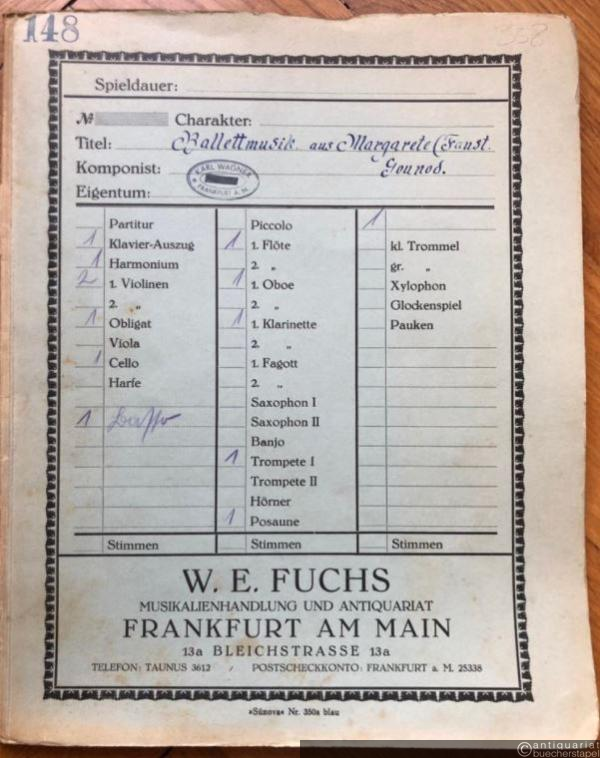 148
358
Spieldauer:
№ Charakter:
Titel: Ballettmusik aus Margarete (Faust.
Komponist: Gounod.
KARL WAGNER
FRANKFURT A. M.
Eigentum:
Partitur
1 Klavier-Auszug
1 Harmonium
2 1. Violinen
2. „
1 Obligat
Viola
1 Cello
Harfe
1 Basso
Stimmen
Piccolo
1 1. Flöte
2. „
1 1. Oboe
2. „
1 1. Klarinette
2. „
1. Fagott
2. „
Saxophon I
Saxophon II
Banjo
1 Trompete I
Trompete II
Hörner
1 Posaune
Stimmen
1
kl. Trommel
gr. „
Xylophon
Glockenspiel
Pauken
Stimmen
W. E. FUCHS
MUSIKALIENHANDLUNG UND ANTIQUARIAT
FRANKFURT AM MAIN
13a BLEICHSTRASSE 13a
TELEFON: TAUNUS 3612 / POSTSCHECKKONTO: FRANKFURT a. M. 25338
»Sünova« Nr. 350a blau
antiquariat
buecherstapel